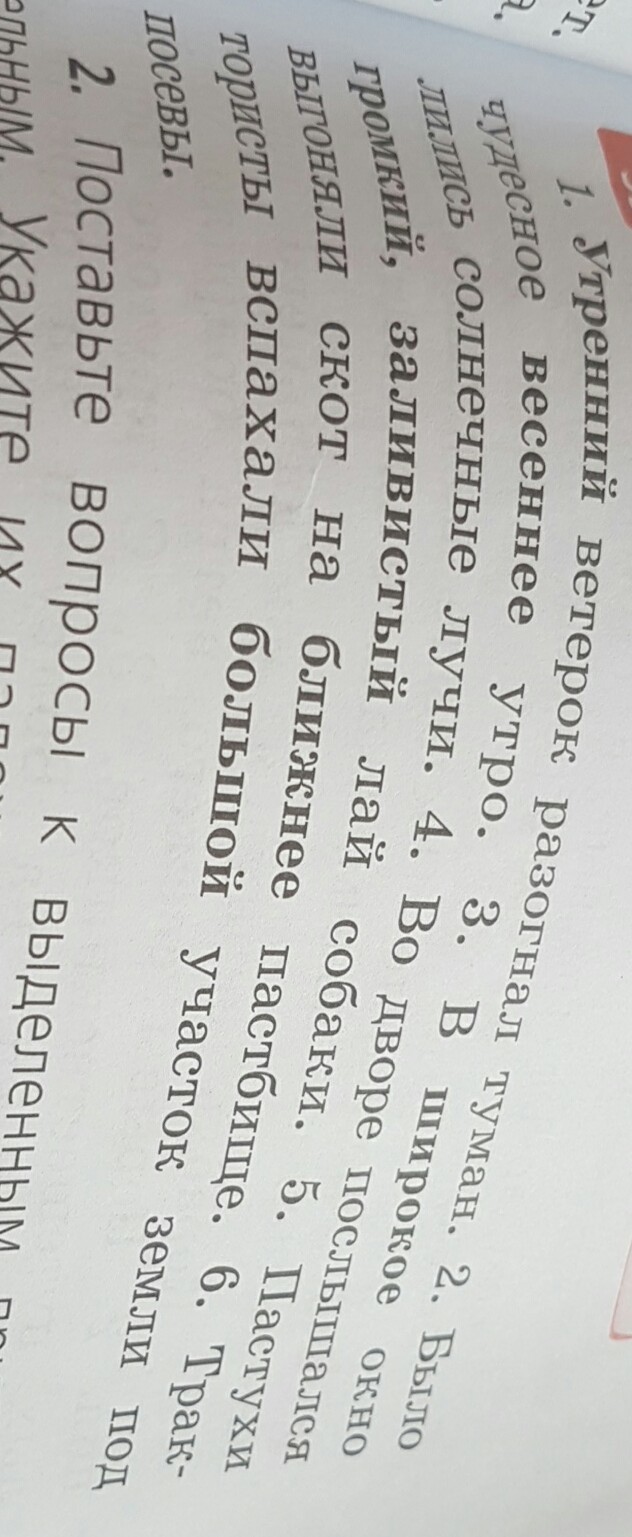 1. Утренний ветерок разогнал туман. 2. Было
чудесное весеннее утро. 3. В широкое окно
лились солнечные лучи. 4. Во дворе послышался
громкий, заливистый лай собаки. 5. Пастухи
выгоняли скот на ближнее пастбище. 6. Трак-
тористы вспахали большой участок земли под
посевы.
2. Поставьте вопросы к выделенным
Укажите их